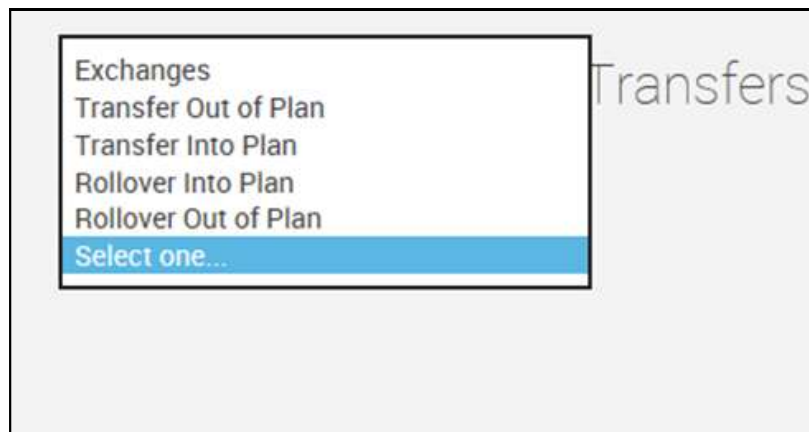 Transfers
Exchanges
Transfer Out of Plan
Transfer Into Plan
Rollover Into Plan
Rollover Out of Plan
Select one...